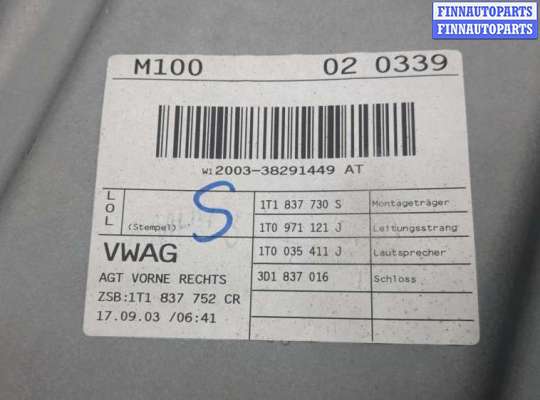 FINNAUTOPARTS
FINNAUTOPARTS
M100 02 0339
W1 2003-38291449 AT
LOL
(Stempel)
S
VWAG
AGT VORNE RECHTS
ZSB:1T1 837 752 CR
17.09.03 /06:41
1T1 837 730 S Montageträger
1T0 971 121 J Leitungsstrang
1T0 035 411 J Lautsprecher
3D1 837 016 Schloss